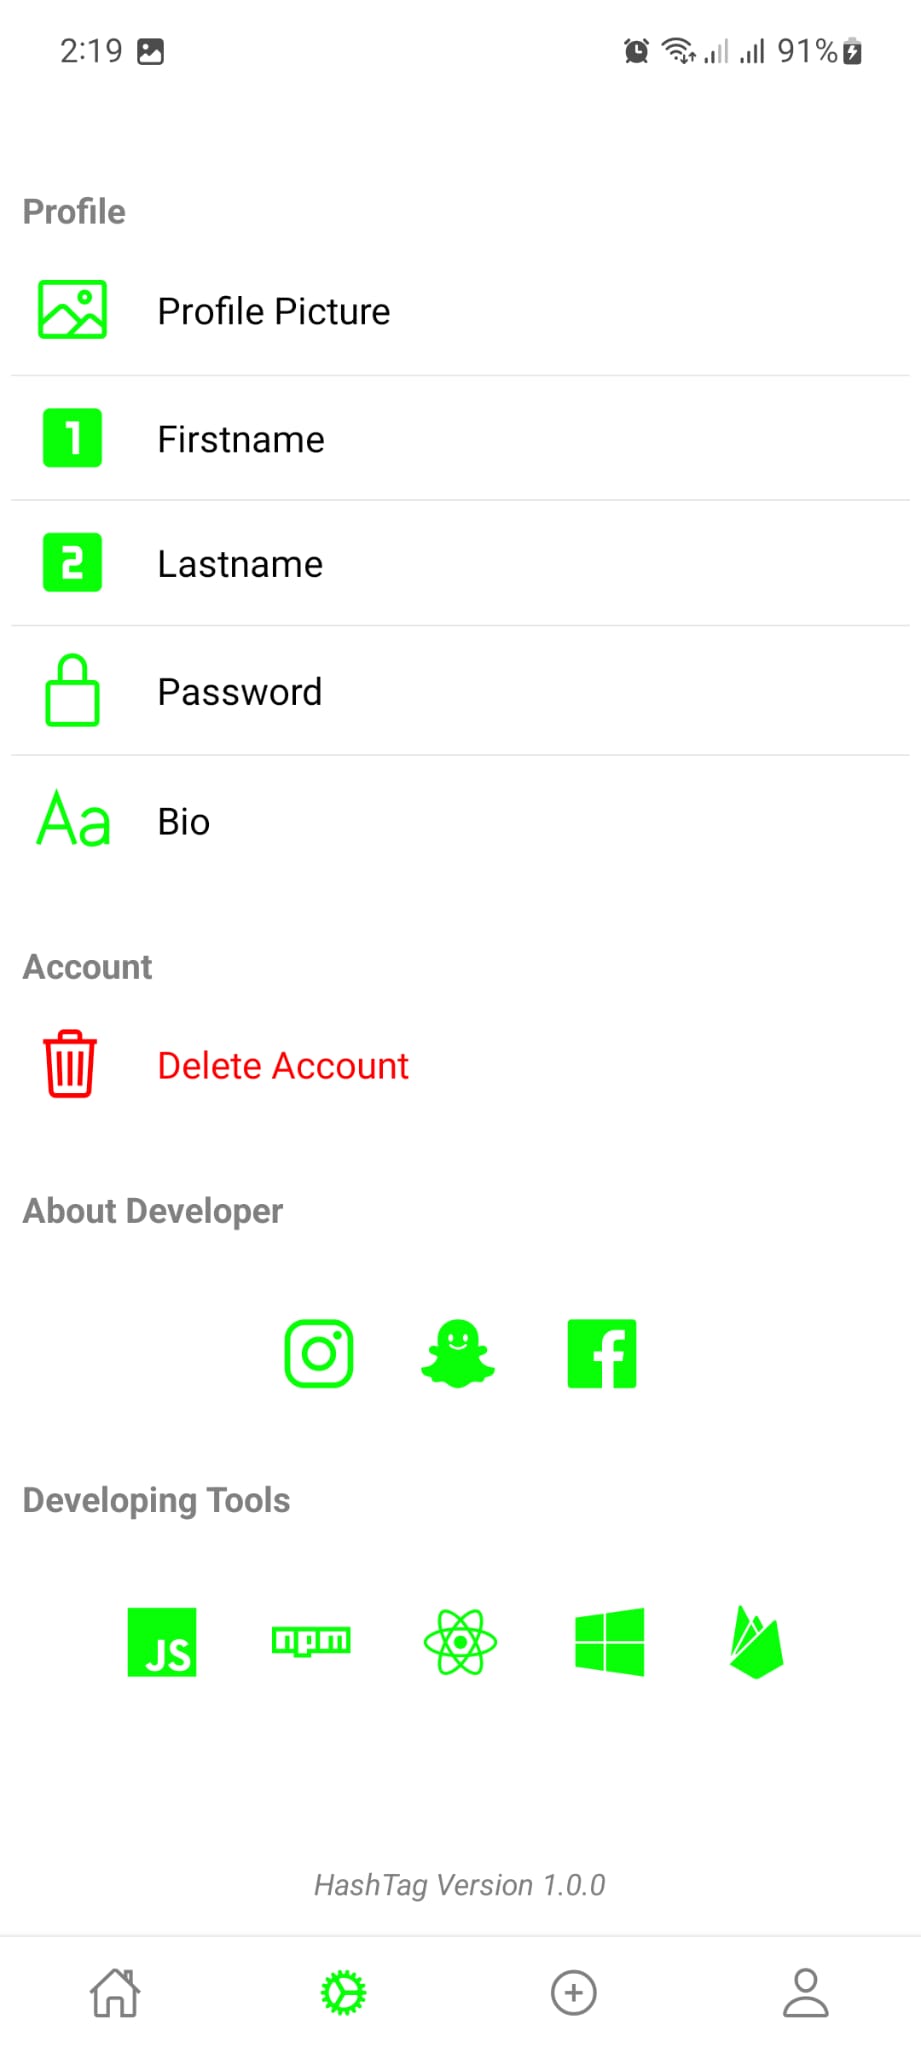 2:19 91%
Profile
Profile Picture
1 Firstname
2 Lastname
Password
Aa Bio
Account
Delete Account
About Developer
Developing Tools
JS npm
HashTag Version 1.0.0